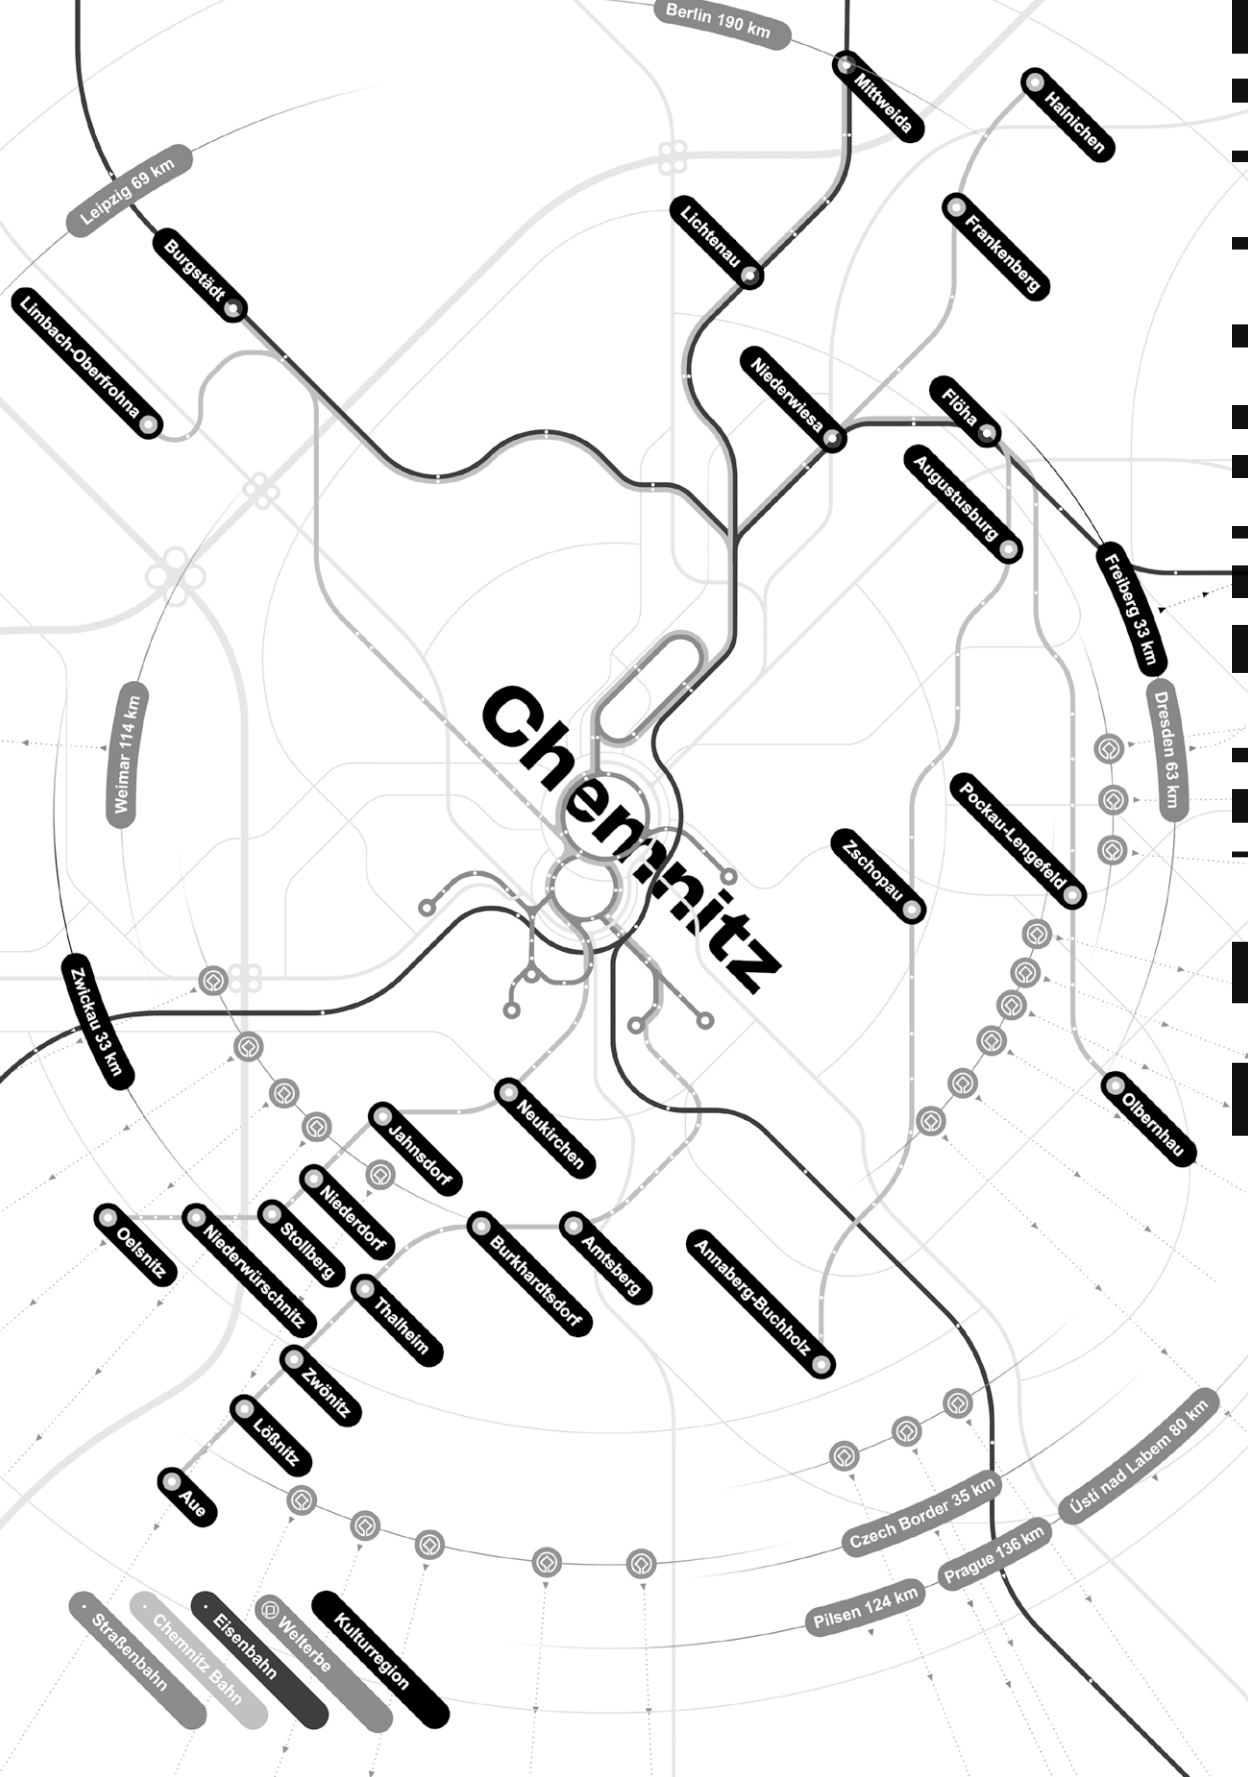 Berlin 190 km
Mittweida
Hainichen
Leipzig 69 km
Lichtenau
Frankenberg
Burgstädt
Limbach-Oberfrohna
Niederwiesa
Flöha
Augustusburg
Freiberg 33 km
Chemnitz
Weimar 114 km
Dresden 63 km
Pockau-Lengefeld
Zschopau
Zwickau 33 km
Neukirchen
Jahnsdorf
Olbernhau
Niederdorf
Stollberg
Niederwürschnitz
Oelsnitz
Burkhardtsdorf
Amtsberg
Annaberg-Buchholz
Thalheim
Zwönitz
Lößnitz
Aue
Czech Border 35 km
Ústi nad Labem 80 km
Prague 136 km
Pilsen 124 km
Straßenbahn
Chemnitz Bahn
Eisenbahn
Welterbe
Kulturregion